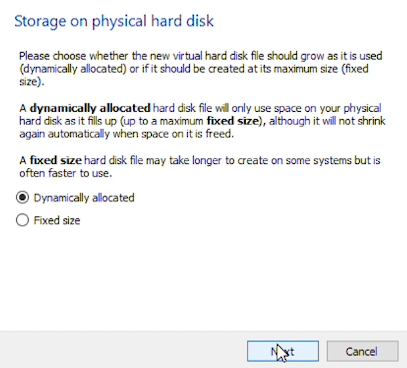 Storage on physical hard disk
Please choose whether the new virtual hard disk file should grow as it is used
(dynamically allocated) or if it should be created at its maximum size (fixed
size).
A dynamically allocated hard disk file will only use space on your physical
hard disk as it fills up (up to a maximum fixed size), although it will not shrink
again automatically when space on it is freed.
A fixed size hard disk file may take longer to create on some systems but is
often faster to use.
Dynamically allocated
Fixed size
Next
Cancel